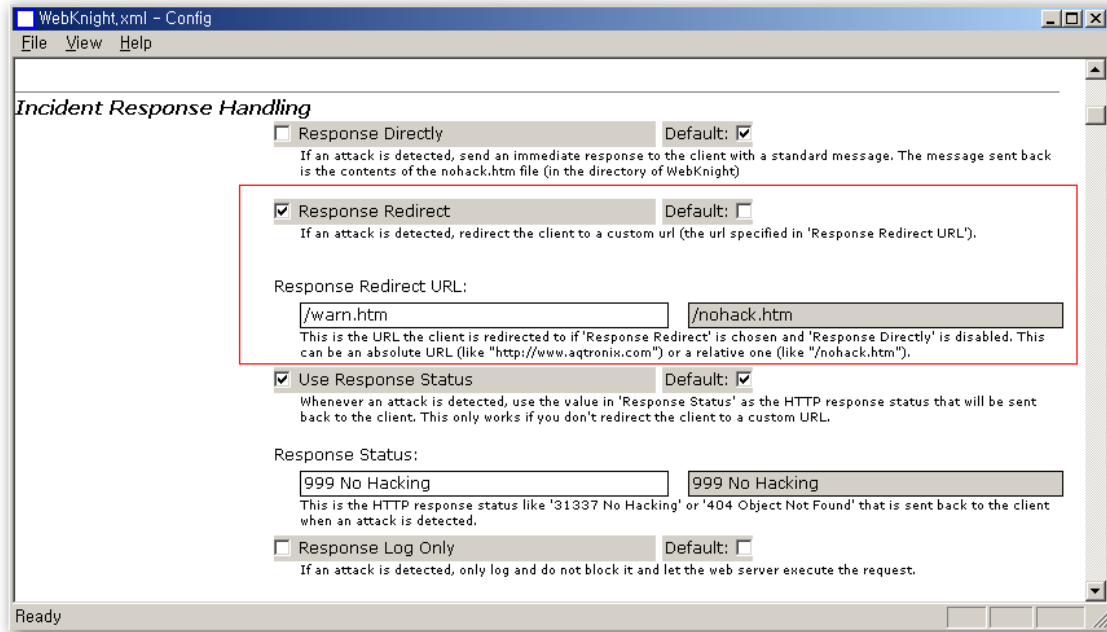 WebKnight.xml - Config
File View Help
Incident Response Handling
Response Directly Default:
If an attack is detected, send an immediate response to the client with a standard message. The message sent back
is the contents of the nohack.htm file (in the directory of WebKnight)
Response Redirect Default:
If an attack is detected, redirect the client to a custom url (the url specified in 'Response Redirect URL').
Response Redirect URL:
/warn.htm /nohack.htm
This is the URL the client is redirected to if 'Response Redirect' is chosen and 'Response Directly' is disabled. This
can be an absolute URL (like "http://www.aqtronix.com") or a relative one (like "/nohack.htm").
Use Response Status Default:
Whenever an attack is detected, use the value in 'Response Status' as the HTTP response status that will be sent
back to the client. This only works if you don't redirect the client to a custom URL.
Response Status:
999 No Hacking 999 No Hacking
This is the HTTP response status like '31337 No Hacking' or '404 Object Not Found' that is sent back to the client
when an attack is detected.
Response Log Only Default:
If an attack is detected, only log and do not block it and let the web server execute the request.
Ready